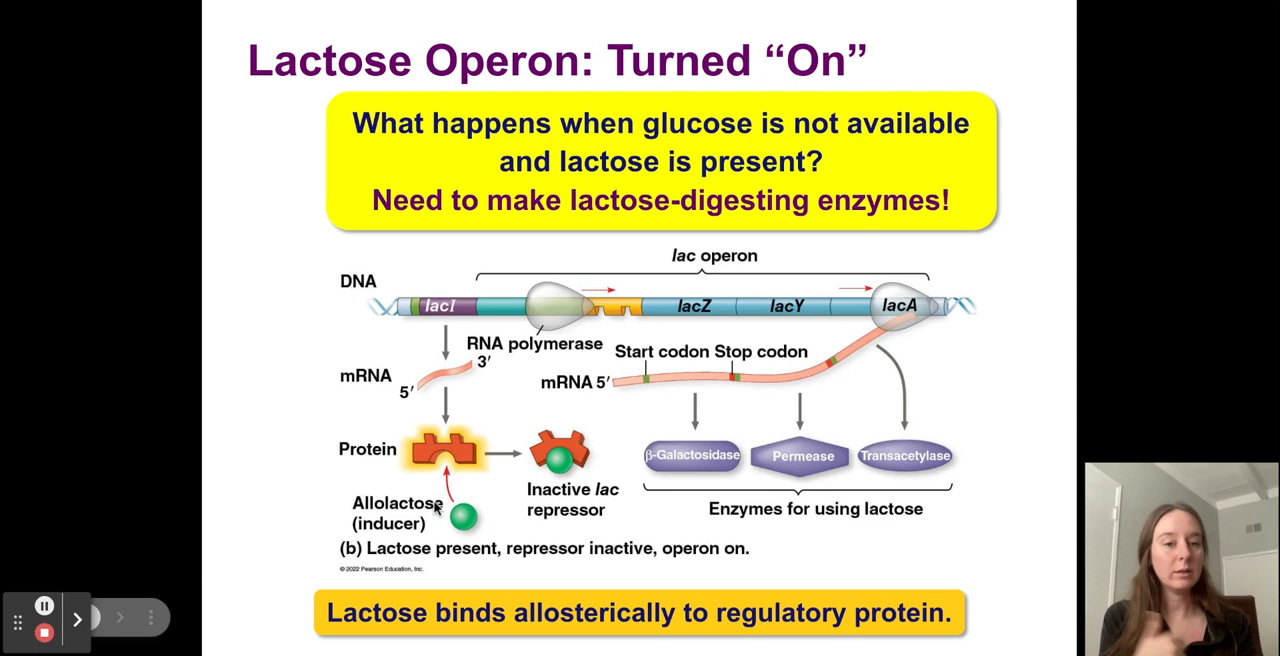 Lactose Operon: Turned “On”
What happens when glucose is not available
and lactose is present?
Need to make lactose-digesting enzymes!
lac operon
DNA
lacI
lacZ
lacY
lacA
RNA polymerase
3′
Start codon Stop codon
mRNA
5′
mRNA 5′
Protein
β-Galactosidase
Permease
Transacetylase
Allolactose
(inducer)
Inactive lac
repressor
Enzymes for using lactose
(b) Lactose present, repressor inactive, operon on.
© 2022 Pearson Education, Inc.
Lactose binds allosterically to regulatory protein.